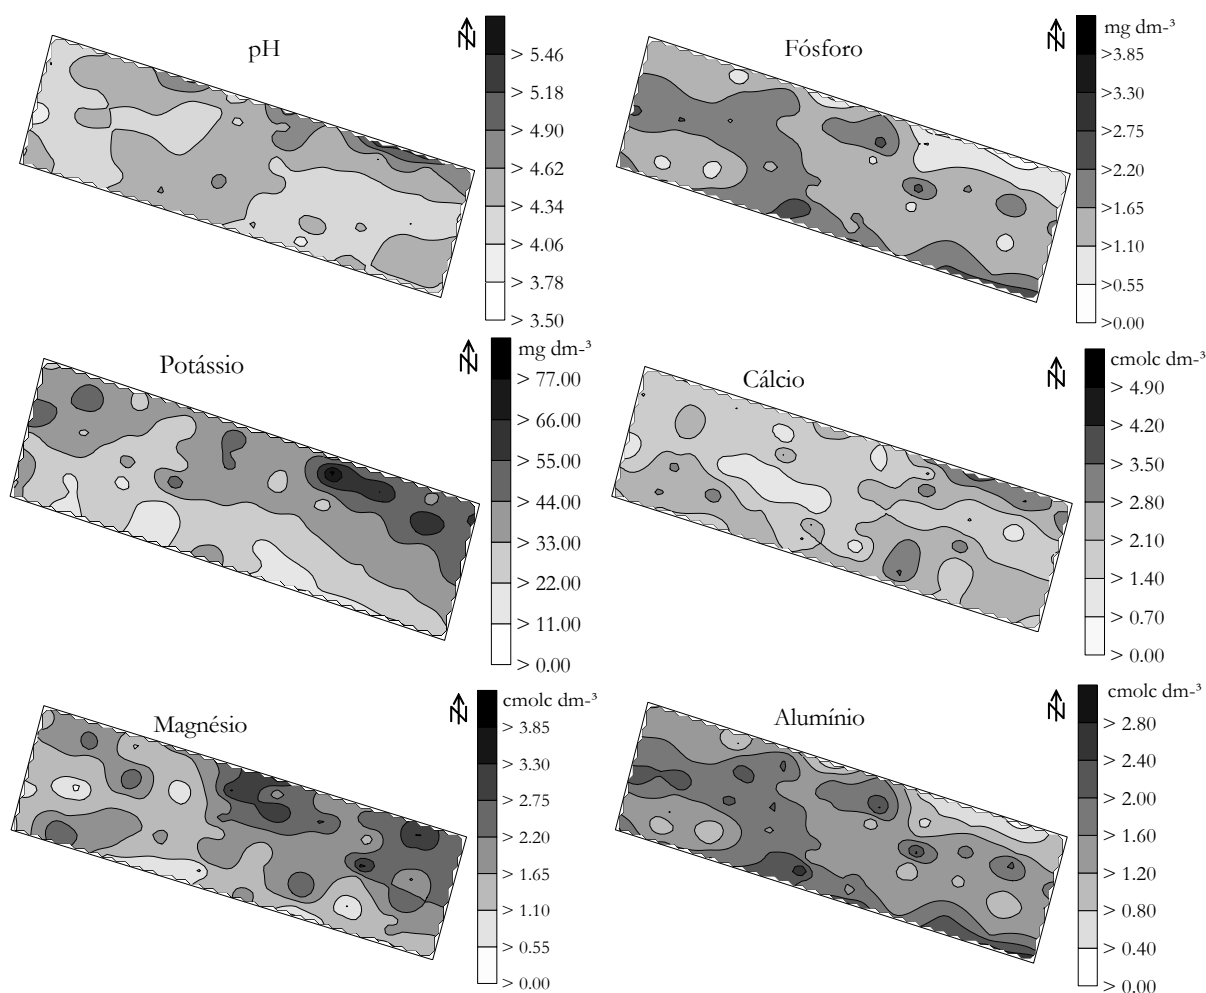 pH
N
> 5.46
> 5.18
> 4.90
> 4.62
> 4.34
> 4.06
> 3.78
> 3.50
Fósforo
N
mg dm-³
>3.85
>3.30
>2.75
>2.20
>1.65
>1.10
>0.55
>0.00
Potássio
N
mg dm-³
> 77.00
> 66.00
> 55.00
> 44.00
> 33.00
> 22.00
> 11.00
> 0.00
Cálcio
N
cmolc dm-³
> 4.90
> 4.20
> 3.50
> 2.80
> 2.10
> 1.40
> 0.70
> 0.00
Magnésio
N
cmolc dm-³
> 3.85
> 3.30
> 2.75
> 2.20
> 1.65
> 1.10
> 0.55
> 0.00
Alumínio
N
cmolc dm-³
> 2.80
> 2.40
> 2.00
> 1.60
> 1.20
> 0.80
> 0.40
> 0.00